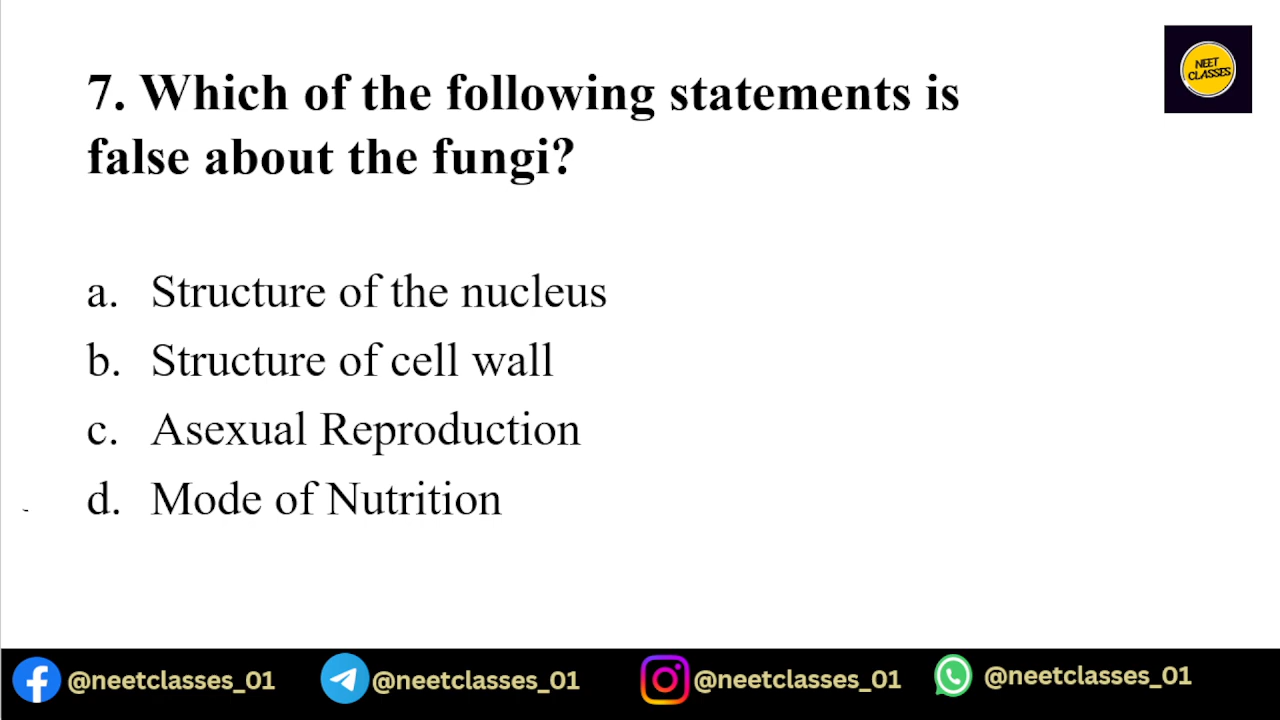 NEET
CLASSES
7. Which of the following statements is
false about the fungi?
a. Structure of the nucleus
b. Structure of cell wall
c. Asexual Reproduction
d. Mode of Nutrition
@neetclasses_01 @neetclasses_01 @neetclasses_01 @neetclasses_01